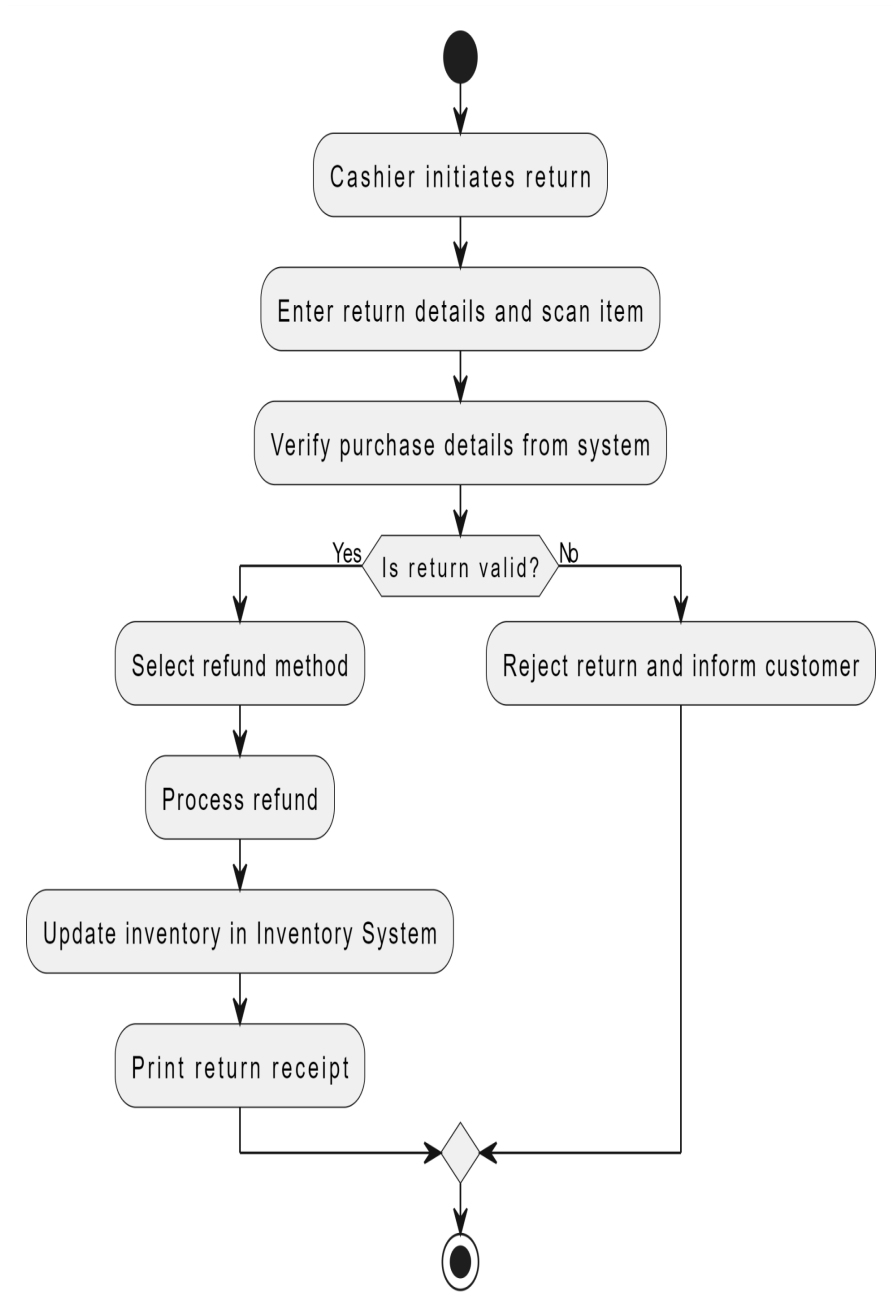 Cashier initiates return
Enter return details and scan item
Verify purchase details from system
Yes
Is return valid?
No
Select refund method
Reject return and inform customer
Process refund
Update inventory in Inventory System
Print return receipt